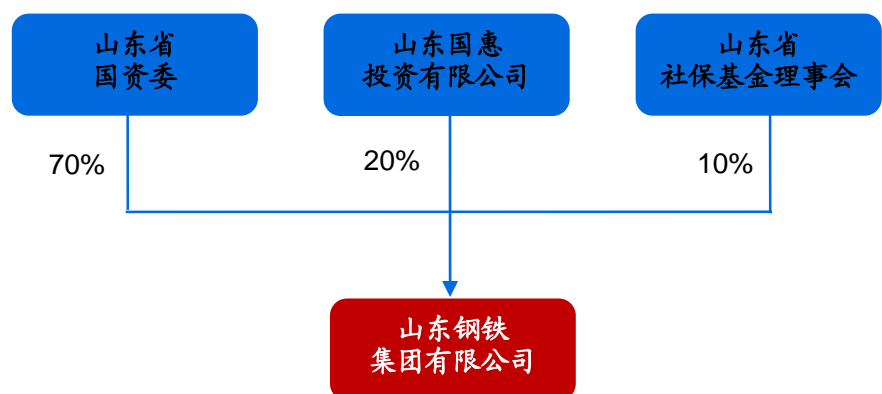 山东省
国资委
山东国惠
投资有限公司
山东省
社保基金理事会
70%
20%
10%
山东钢铁
集团有限公司